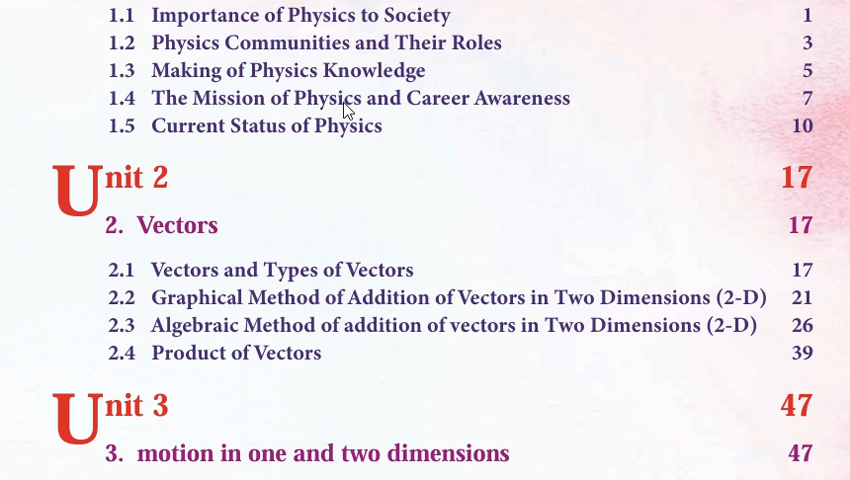 1.1 Importance of Physics to Society 1
1.2 Physics Communities and Their Roles 3
1.3 Making of Physics Knowledge 5
1.4 The Mission of Physics and Career Awareness 7
1.5 Current Status of Physics 10
Unit 2 17
2. Vectors 17
2.1 Vectors and Types of Vectors 17
2.2 Graphical Method of Addition of Vectors in Two Dimensions (2-D) 21
2.3 Algebraic Method of addition of vectors in Two Dimensions (2-D) 26
2.4 Product of Vectors 39
Unit 3 47
3. motion in one and two dimensions 47